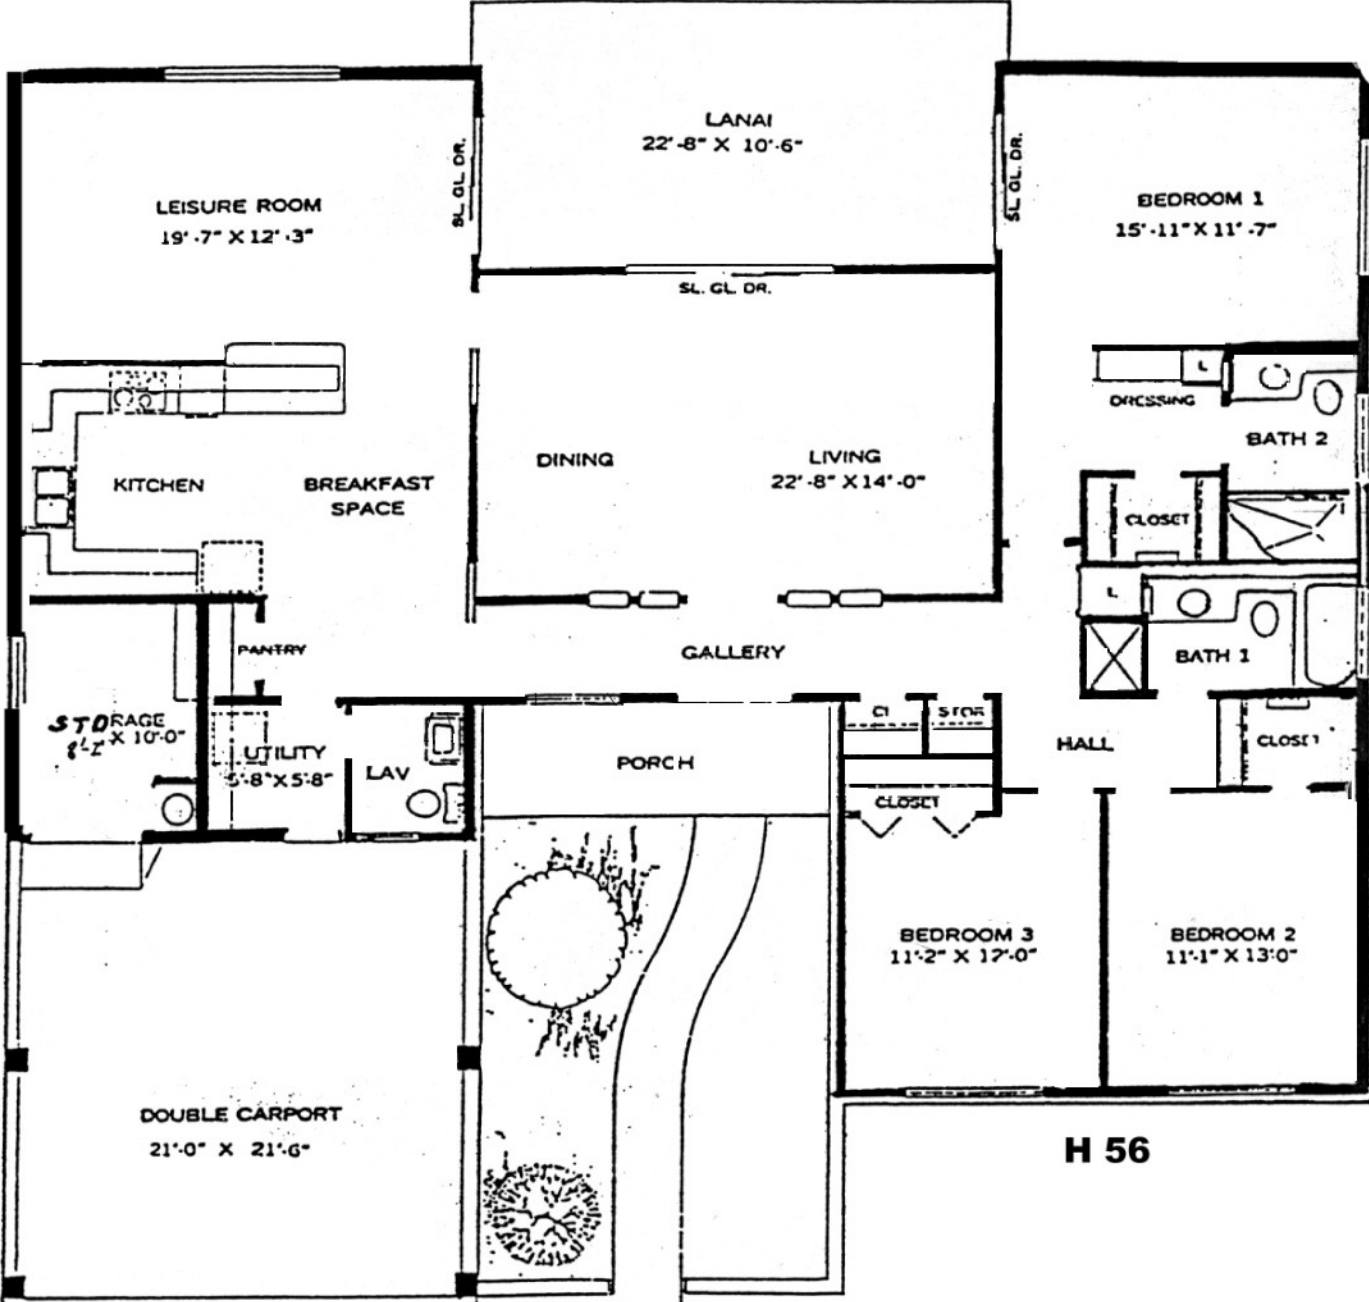 LANAI
22'-8" X 10'-6"
SL. GL. DR.
SL. GL. DR.
LEISURE ROOM
19'-7" X 12'-3"
BEDROOM 1
15'-11" X 11'-7"
SL. GL. DR.
L
DRESSING
BATH 2
KITCHEN
BREAKFAST
SPACE
DINING
LIVING
22'-8" X 14'-0"
CLOSET
L
PANTRY
GALLERY
BATH 1
STORAGE
X 10'-0"
UTILITY
5'-8" X 5'-8"
LAV
PORCH
Cl
STOR
HALL
CLOSET
CLOSET
BEDROOM 3
11'-2" X 12'-0"
BEDROOM 2
11'-1" X 13'-0"
DOUBLE CARPORT
21'-0" X 21'-6"
H 56